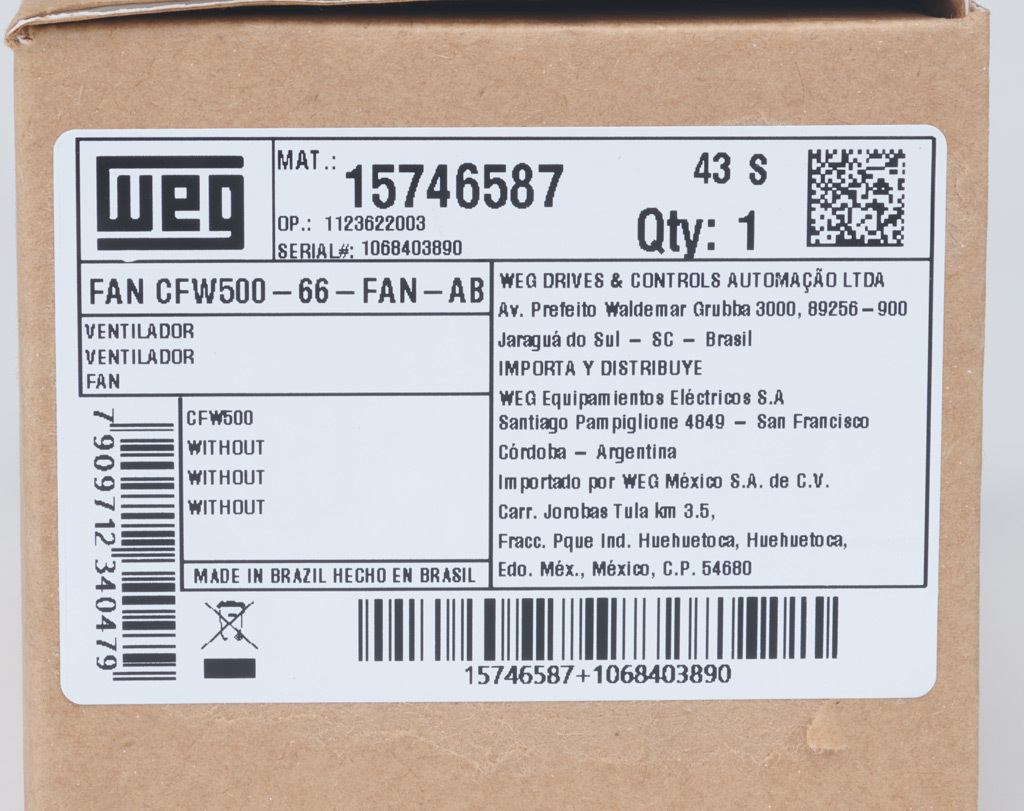 weg
MAT.: 15746587
43 S
OP.: 1123622003
Qty: 1
SERIAL#: 1068403890
FAN CFW500-66-FAN-AB
VENTILADOR
VENTILADOR
FAN
CFW500
WITHOUT
WITHOUT
WITHOUT
MADE IN BRAZIL HECHO EN BRASIL
WEG DRIVES & CONTROLS AUTOMAÇÃO LTDA
Av. Prefeito Waldemar Grubba 3000, 89256-900
Jaraguá do Sul - SC - Brasil
IMPORTA Y DISTRIBUYE
WEG Equipamientos Eléctricos S.A
Santiago Pampiglione 4849 - San Francisco
Córdoba - Argentina
Importado por WEG México S.A. de C.V.
Carr. Jorobas Tula km 3.5,
Fracc. Pque Ind. Huehuetoca, Huehuetoca,
Edo. Méx., México, C.P. 54680
7 909712 340479
15746587+1068403890